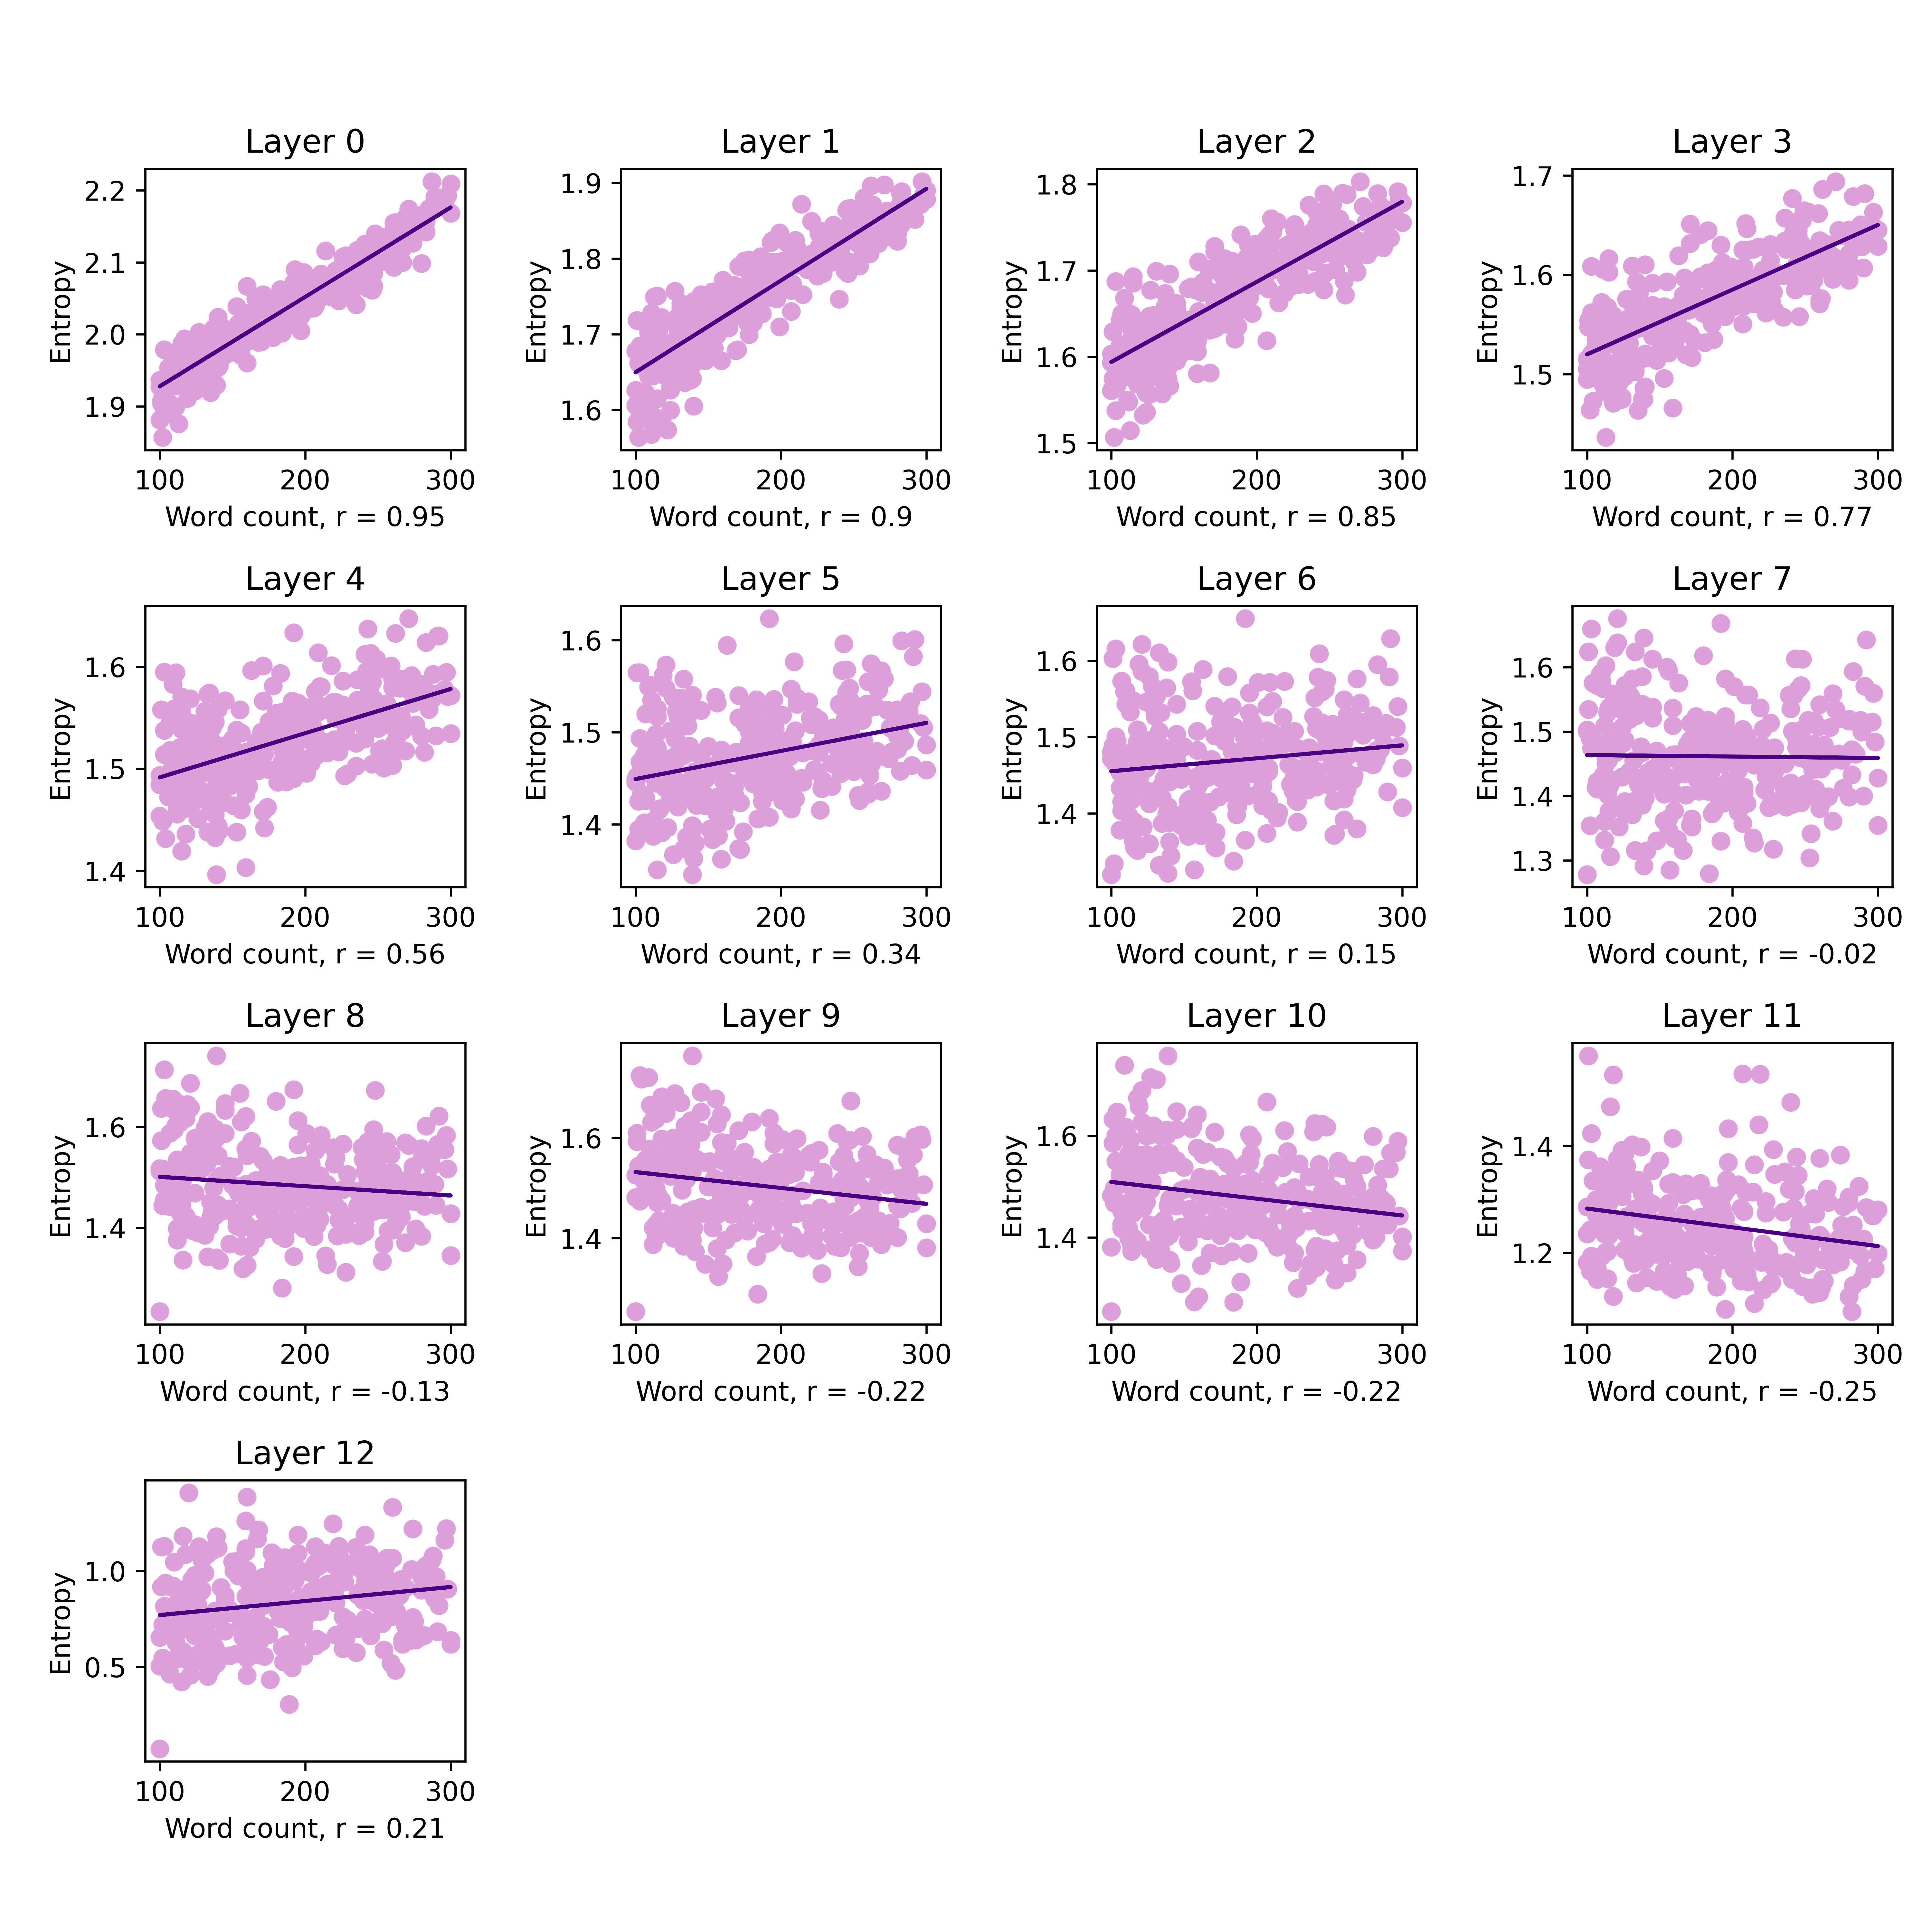 Layer 0
Entropy
2.2
2.1
2.0
1.9
100 200 300
Word count, r = 0.95
Layer 1
Entropy
1.9
1.8
1.7
1.6
100 200 300
Word count, r = 0.9
Layer 2
Entropy
1.8
1.7
1.6
1.5
100 200 300
Word count, r = 0.85
Layer 3
Entropy
1.7
1.6
1.5
100 200 300
Word count, r = 0.77
Layer 4
Entropy
1.6
1.5
1.4
100 200 300
Word count, r = 0.56
Layer 5
Entropy
1.6
1.5
1.4
100 200 300
Word count, r = 0.34
Layer 6
Entropy
1.6
1.5
1.4
100 200 300
Word count, r = 0.15
Layer 7
Entropy
1.6
1.5
1.4
1.3
100 200 300
Word count, r = -0.02
Layer 8
Entropy
1.6
1.4
100 200 300
Word count, r = -0.13
Layer 9
Entropy
1.6
1.4
100 200 300
Word count, r = -0.22
Layer 10
Entropy
1.6
1.4
100 200 300
Word count, r = -0.22
Layer 11
Entropy
1.4
1.2
100 200 300
Word count, r = -0.25
Layer 12
Entropy
1.0
0.5
100 200 300
Word count, r = 0.21